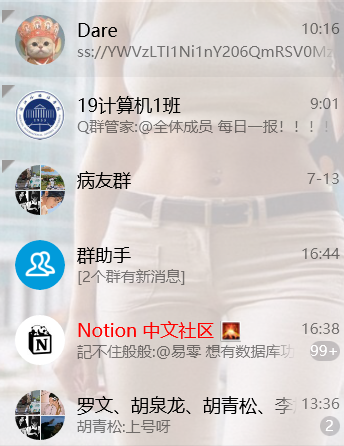 Dare 10:16
ss://YWVzLTI1Ni1nY206QmRSV0Mz
19计算机1班 9:01
Q群管家:@全体成员 每日一报！！！！
病友群 7-13
群助手 16:44
[2个群有新消息]
Notion 中文社区 16:38
記不住般般:@易零 想有数据库功 99+
罗文、胡泉龙、胡青松、李 13:36
胡青松:上号呀 2